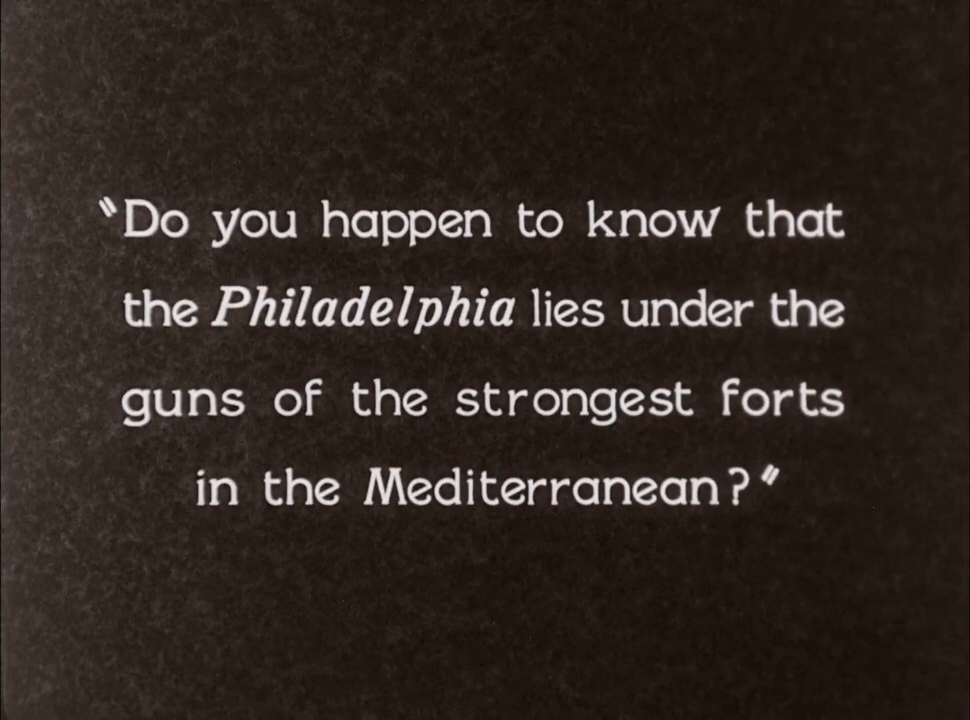 "Do you happen to know that
the Philadelphia lies under the
guns of the strongest forts
in the Mediterranean?"